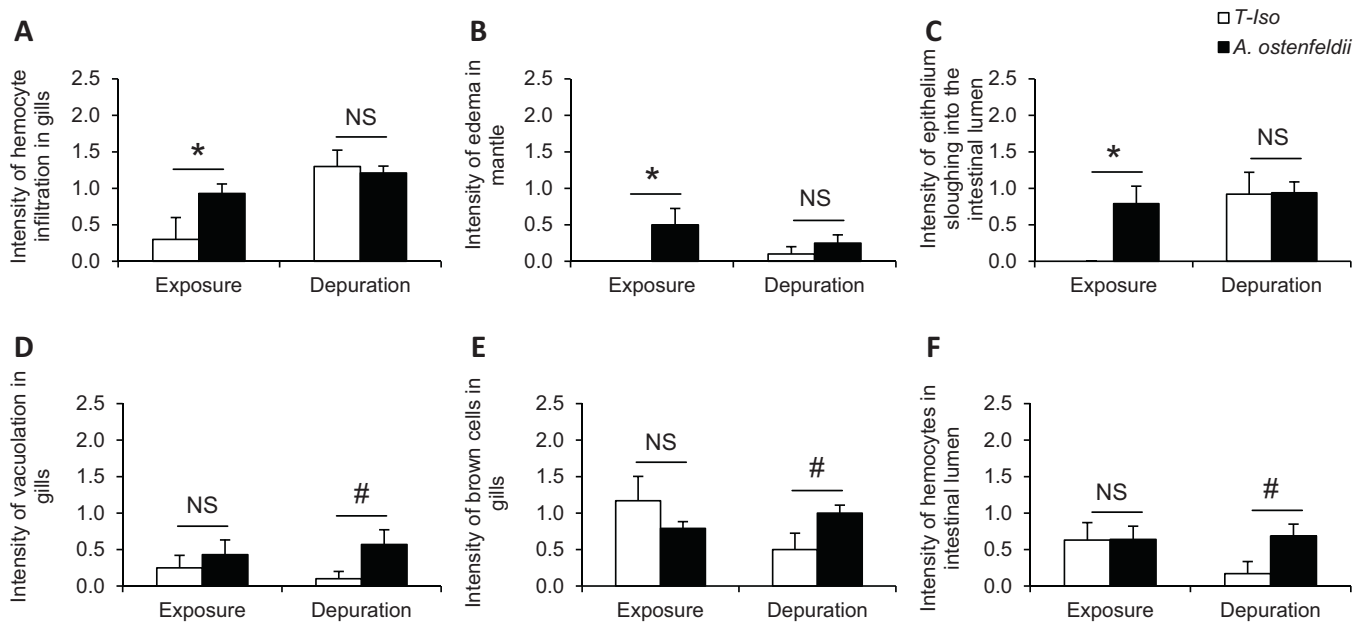 A
B
C
T-Iso
A. ostenfeldii
Intensity of hemocyte
infiltration in gills
2.5
2.0
1.5
1.0
0.5
0.0
*
NS
Exposure
Depuration
Intensity of edema in
mantle
2.5
2.0
1.5
1.0
0.5
0.0
*
NS
Exposure
Depuration
Intensity of epithelium
sloughing into the
intestinal lumen
2.5
2.0
1.5
1.0
0.5
0.0
*
NS
Exposure
Depuration
D
Intensity of vacuolation in
gills
2.5
2.0
1.5
1.0
0.5
0.0
NS
#
Exposure
Depuration
E
Intensity of brown cells in
gills
2.5
2.0
1.5
1.0
0.5
0.0
NS
#
Exposure
Depuration
F
Intensity of hemocytes in
intestinal lumen
2.5
2.0
1.5
1.0
0.5
0.0
NS
#
Exposure
Depuration